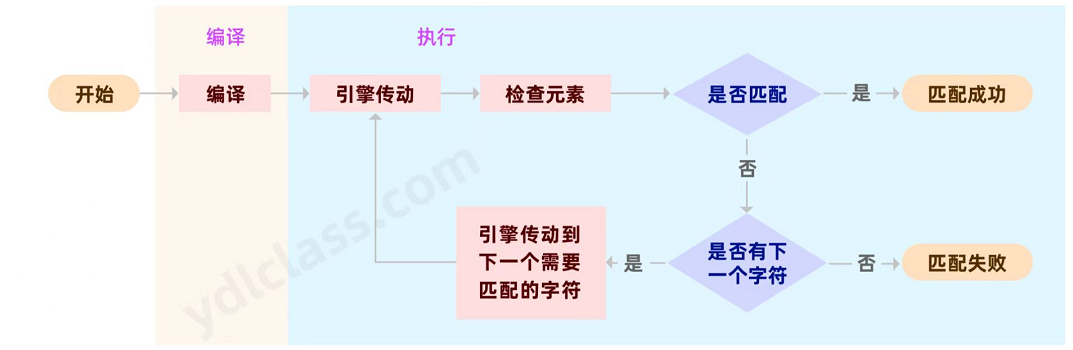 编译
执行
开始
编译
引擎传动
检查元素
是否匹配
是
匹配成功
否
引擎传动到
下一个需要
匹配的字符
是
是否有下
一个字符
否
匹配失败
ydlclass.com